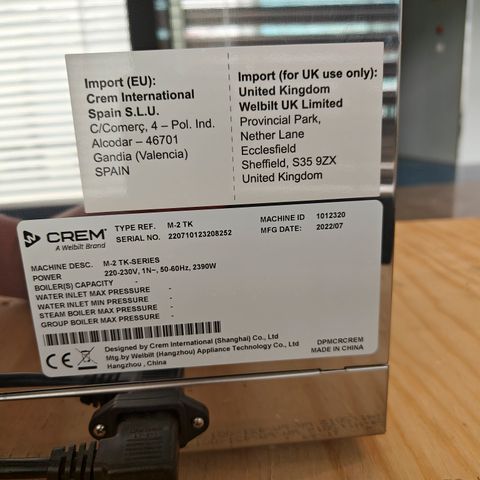 Import (EU):
Crem International
Spain S.L.U.
C/Comerç, 4 – Pol. Ind.
Alcodar – 46701
Gandia (Valencia)
SPAIN
Import (for UK use only):
United Kingdom
Welbilt UK Limited
Provincial Park,
Nether Lane
Ecclesfield
Sheffield, S35 9ZX
United Kingdom
CREM
A Welbilt Brand
TYPE REF. M-2 TK
SERIAL NO. 220710123208252
MACHINE ID 1012320
MFG DATE: 2022/07
MACHINE DESC. M-2 TK-SERIES
POWER 220-230V, 1N~, 50-60Hz, 2390W
BOILER(S) CAPACITY -
WATER INLET MAX PRESSURE -
WATER INLET MIN PRESSURE -
STEAM BOILER MAX PRESSURE -
GROUP BOILER MAX PRESSURE -
CE
Designed by Crem International (Shanghai) Co., Ltd
Mtg.by Welbilt (Hangzhou) Appliance Technology Co., Ltd.
Hangzhou , China
DPMCRCREM
MADE IN CHINA